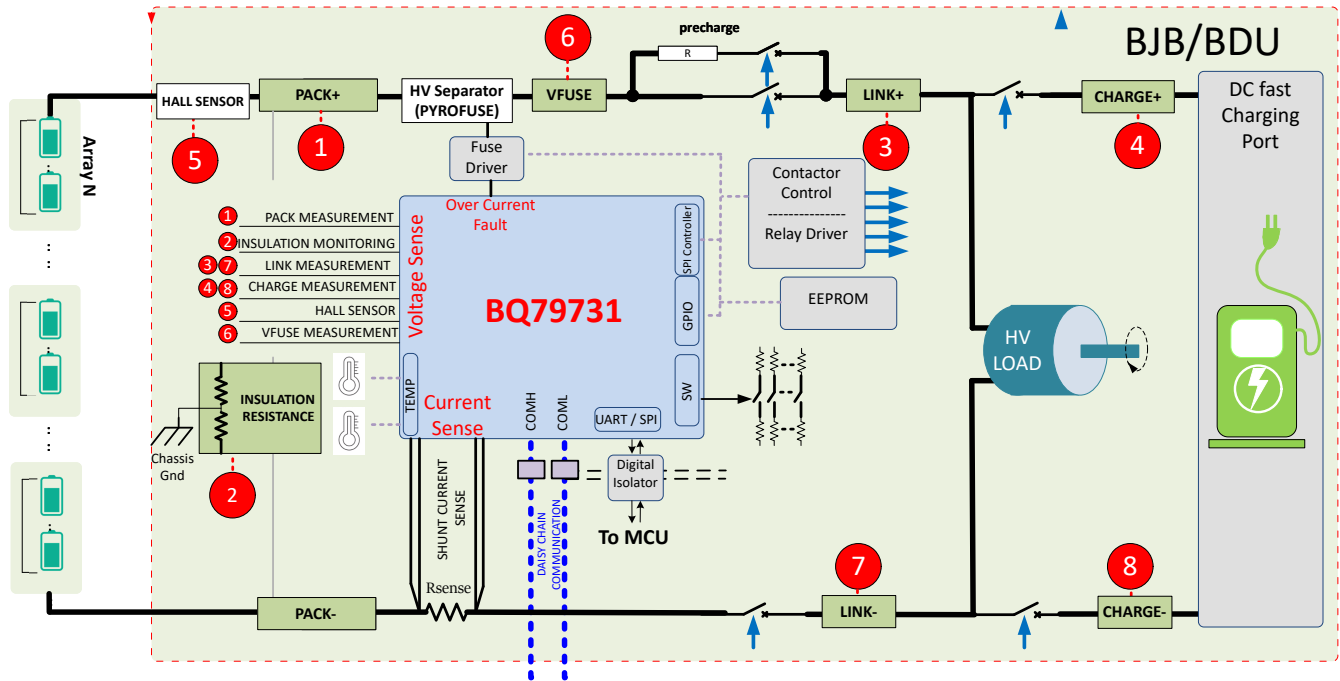 BJB/BDU
precharge
R
6
HALL SENSOR
PACK+
HV Separator
(PYROFUSE)
VFUSE
LINK+
CHARGE+
DC fast
Charging
Port
5
1
3
4
Array N
Fuse
Driver
Contactor
Control
---------------
Relay Driver
Over Current
Fault
1
PACK MEASUREMENT
2
INSULATION MONITORING
3
7
LINK MEASUREMENT
4
8
CHARGE MEASUREMENT
5
HALL SENSOR
6
VFUSE MEASUREMENT
Voltage Sense
BQ79731
SPI Controller
GPIO
EEPROM
HV
LOAD
INSULATION
RESISTANCE
Chassis
Gnd
2
TEMP
Current
Sense
COMH
COML
UART / SPI
SW
SHUNT CURRENT
SENSE
DAISY CHAIN
COMMUNICATION
Digital
Isolator
To MCU
Rsense
7
8
PACK-
LINK-
CHARGE-